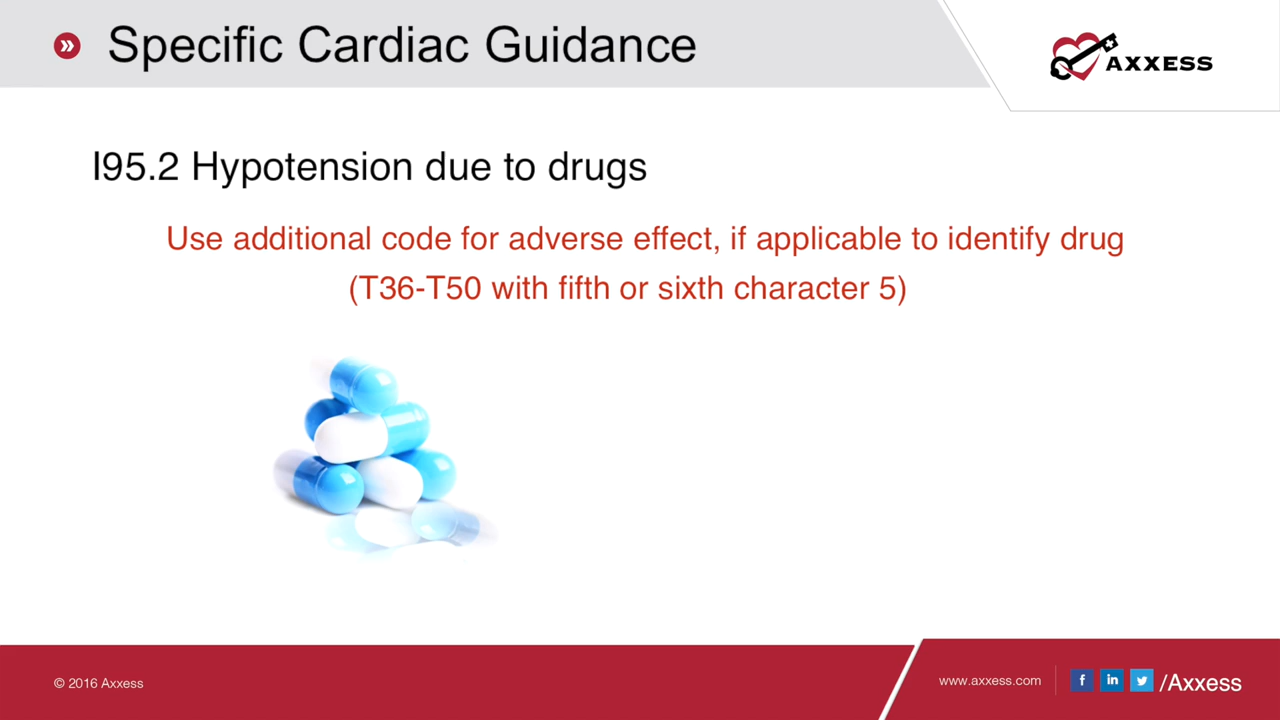 Specific Cardiac Guidance
AXXESS
I95.2 Hypotension due to drugs
Use additional code for adverse effect, if applicable to identify drug
(T36-T50 with fifth or sixth character 5)
© 2016 Axxess
www.axxess.com
f in /Axxess